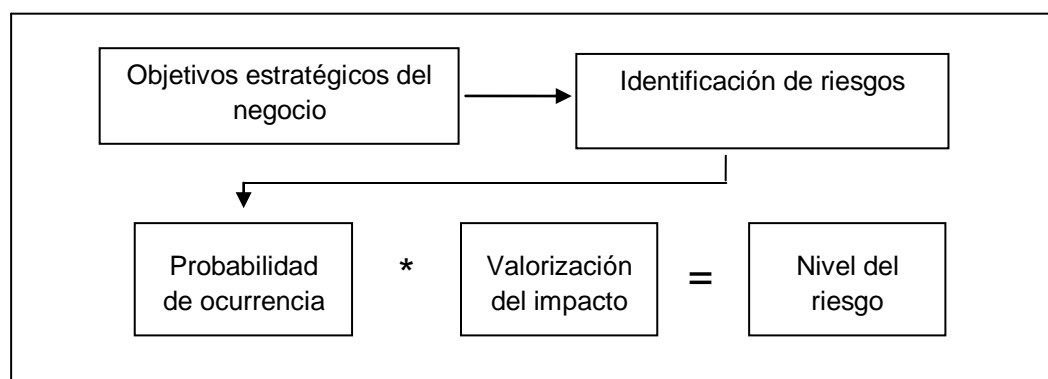 Objetivos estratégicos del
negocio
Identificación de riesgos
Probabilidad
de ocurrencia
*
Valorización
del impacto
=
Nivel del
riesgo